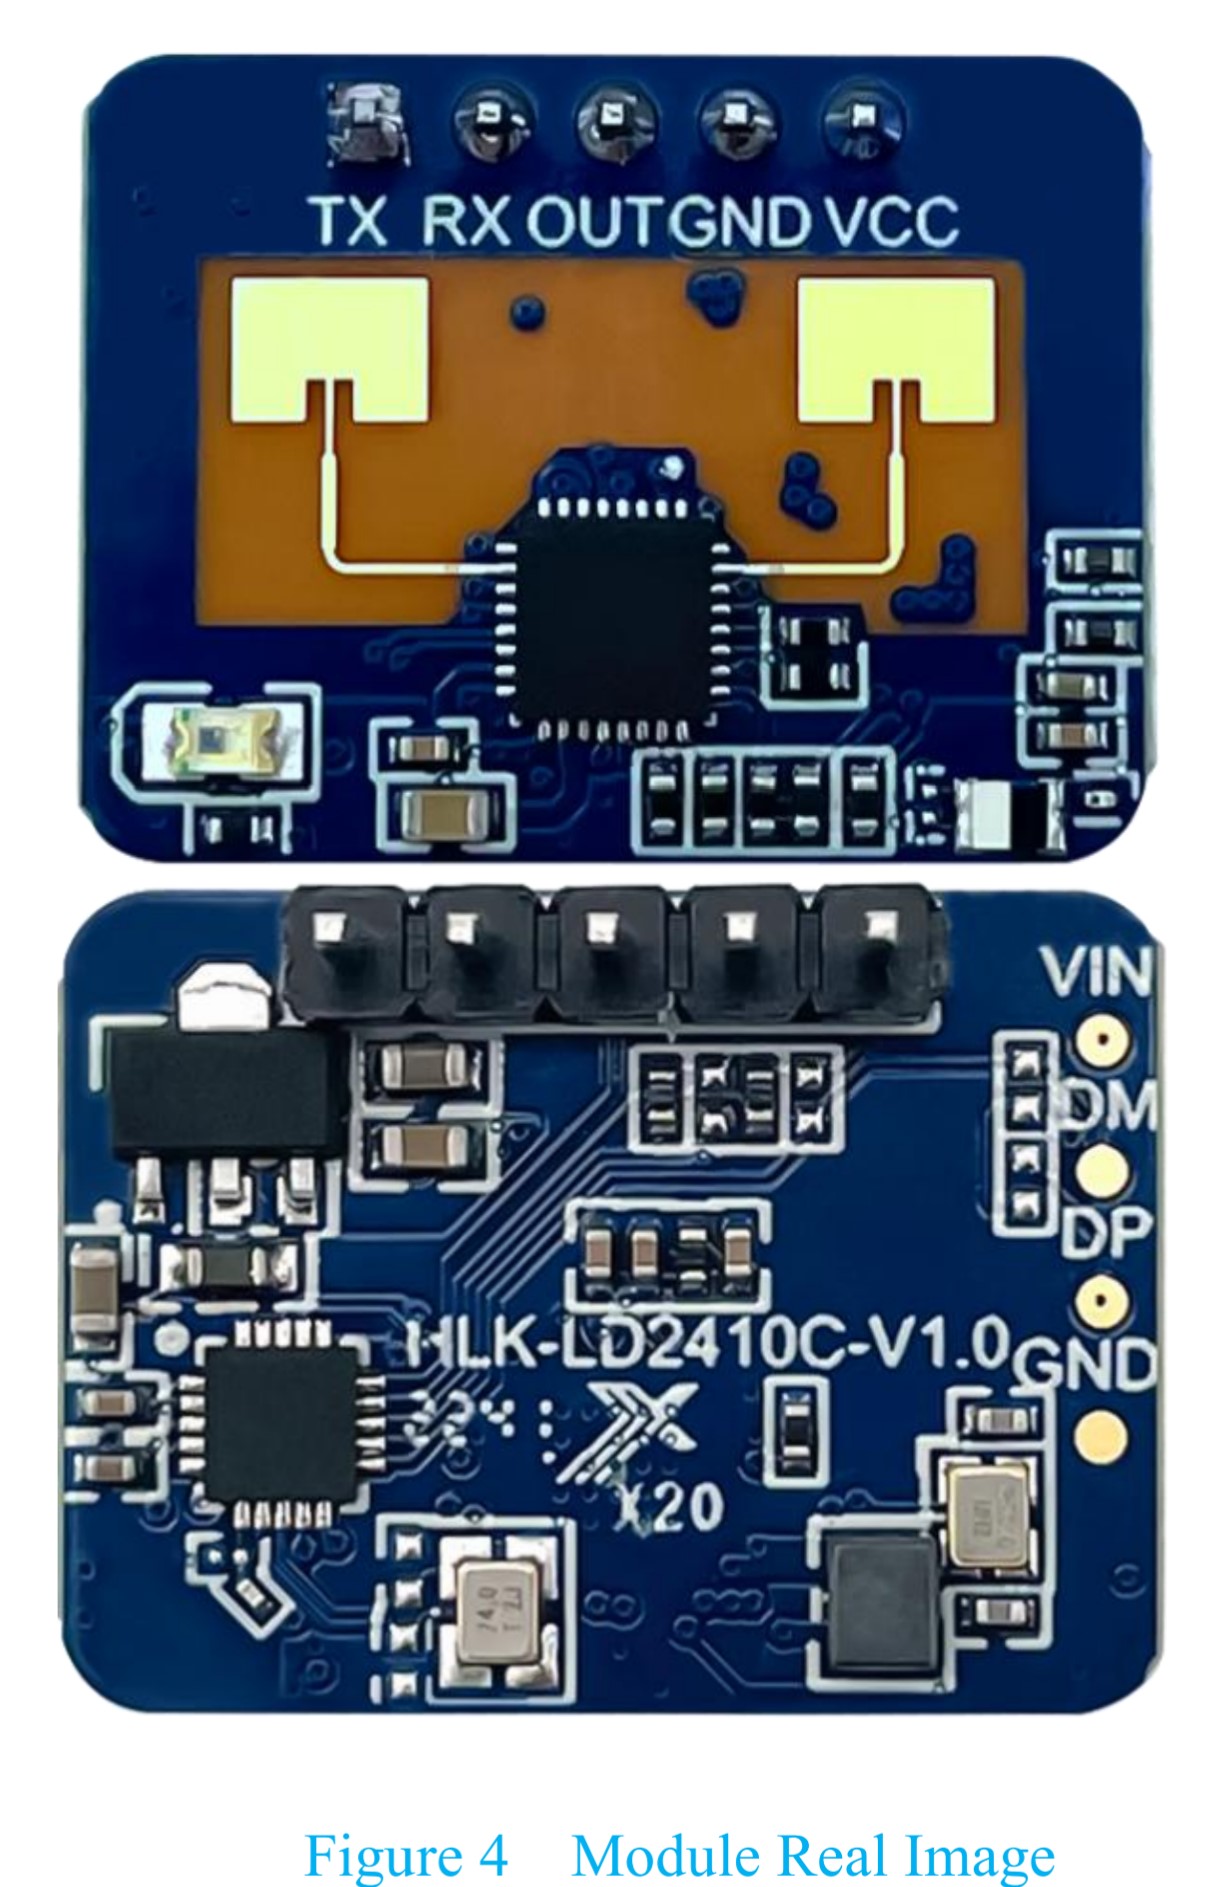 TX RX OUT GND VCC
VIN
DM
DP
HLK-LD2410C-V1.0
GND
X20
Figure 4 Module Real Image